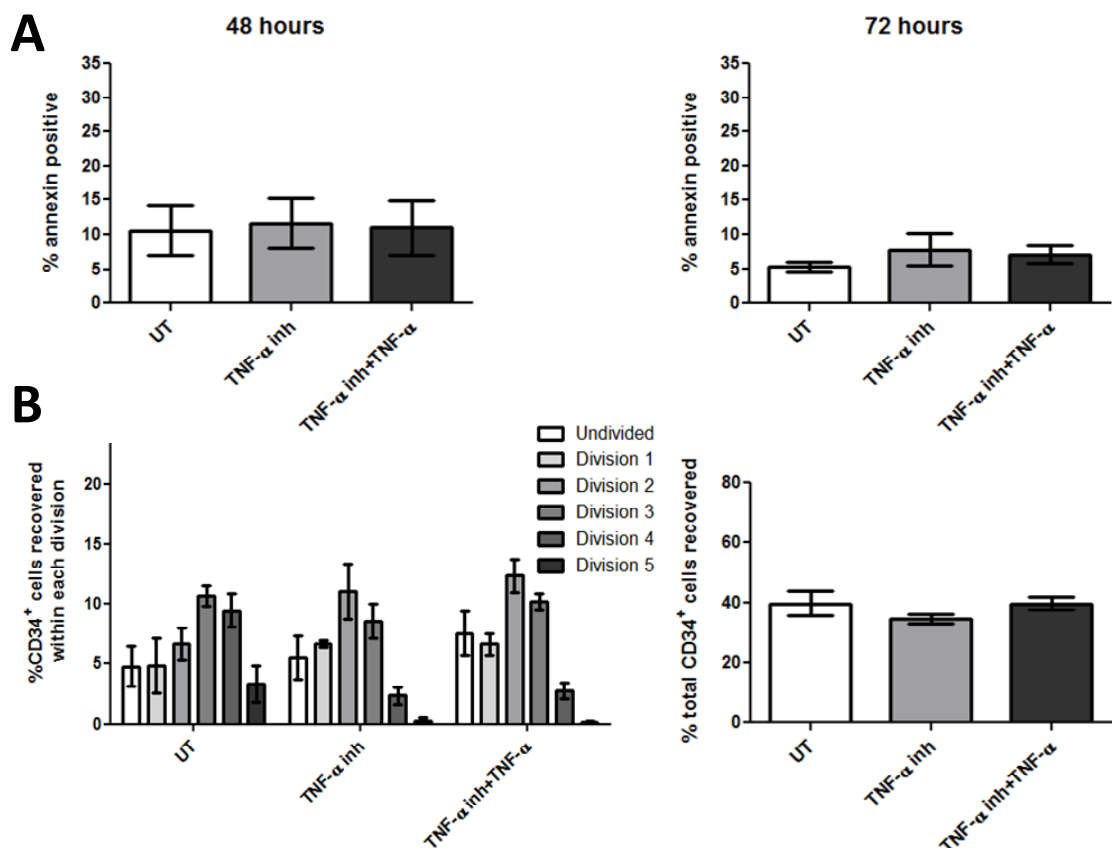 A
48 hours
% annexin positive
35
30
25
20
15
10
5
0
UT
TNF-α inh
TNF-α inh+TNF-α
72 hours
% annexin positive
35
30
25
20
15
10
5
0
UT
TNF-α inh
TNF-α inh+TNF-α
B
%CD34+ cells recovered
within each division
20
15
10
5
0
UT
TNF-α inh
TNF-α inh+TNF-α
Undivided
Division 1
Division 2
Division 3
Division 4
Division 5
% total CD34+ cells recovered
80
60
40
20
0
UT
TNF-α inh
TNF-α inh+TNF-α